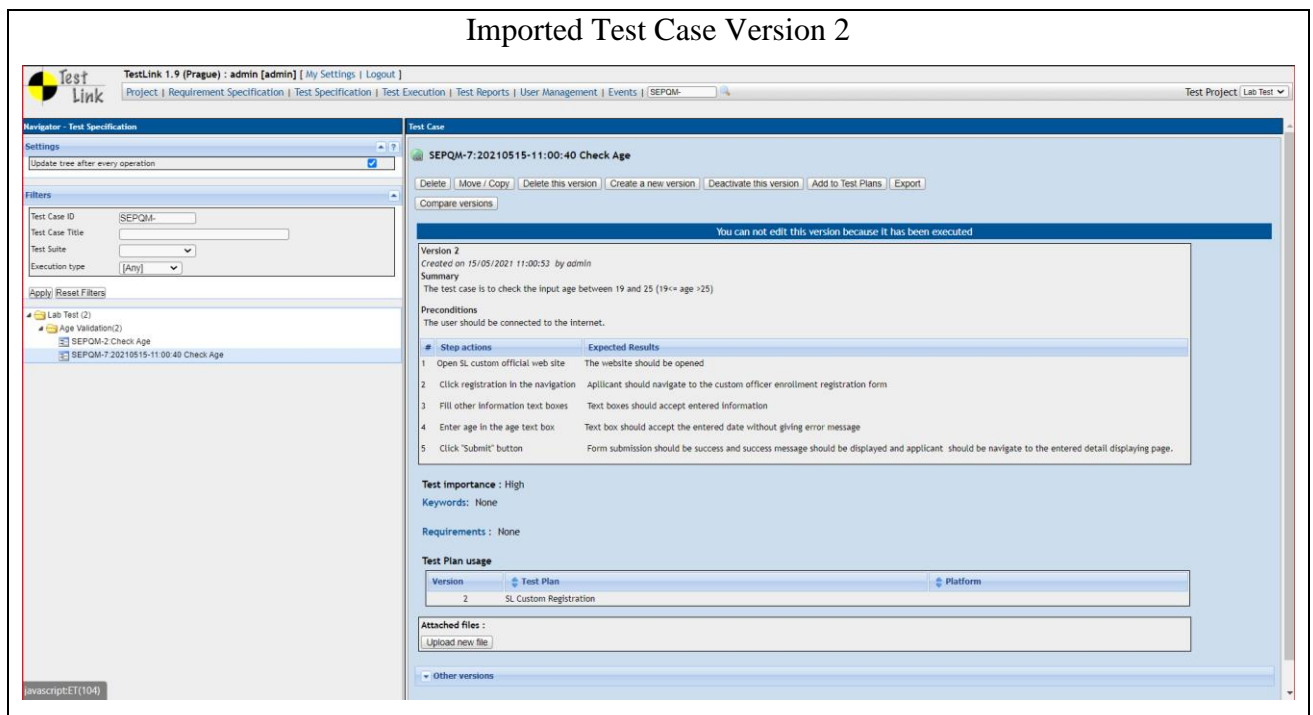 Imported Test Case Version 2
Test Link
TestLink 1.9 (Prague) : admin [admin] [ My Settings | Logout ]
Project | Requirement Specification | Test Specification | Test Execution | Test Reports | User Management | Events | SEPQM-
Test Project Lab Test
Navigator - Test Specification
Settings
?
Update tree after every operation
Filters
Test Case ID SEPQM-
Test Case Title
Test Suite
Execution type [Any]
Apply Reset Filters
Lab Test (2)
Age Validation(2)
SEPQM-2:Check Age
SEPQM-7:20210515-11:00:40 Check Age
javascript:ET(104)
Test Case
SEPQM-7:20210515-11:00:40 Check Age
Delete Move / Copy Delete this version Create a new version Deactivate this version Add to Test Plans Export
Compare versions
You can not edit this version because it has been executed
Version 2
Created on 15/05/2021 11:00:53 by admin
Summary
The test case is to check the input age between 19 and 25 (19<= age >25)
Preconditions
The user should be connected to the internet.
# Step actions Expected Results
1 Open SL custom official web site The website should be opened
2 Click registration in the navigation Apllicant should navigate to the custom officer enrollment registration form
3 Fill other information text boxes Text boxes should accept entered information
4 Enter age in the age text box Text box should accept the entered date without giving error message
5 Click "Submit" button Form submission should be success and success message should be displayed and applicant should be navigate to the entered detail displaying page.
Test importance : High
Keywords: None
Requirements : None
Test Plan usage
Version Test Plan Platform
2 SL Custom Registration
Attached files :
Upload new file
Other versions